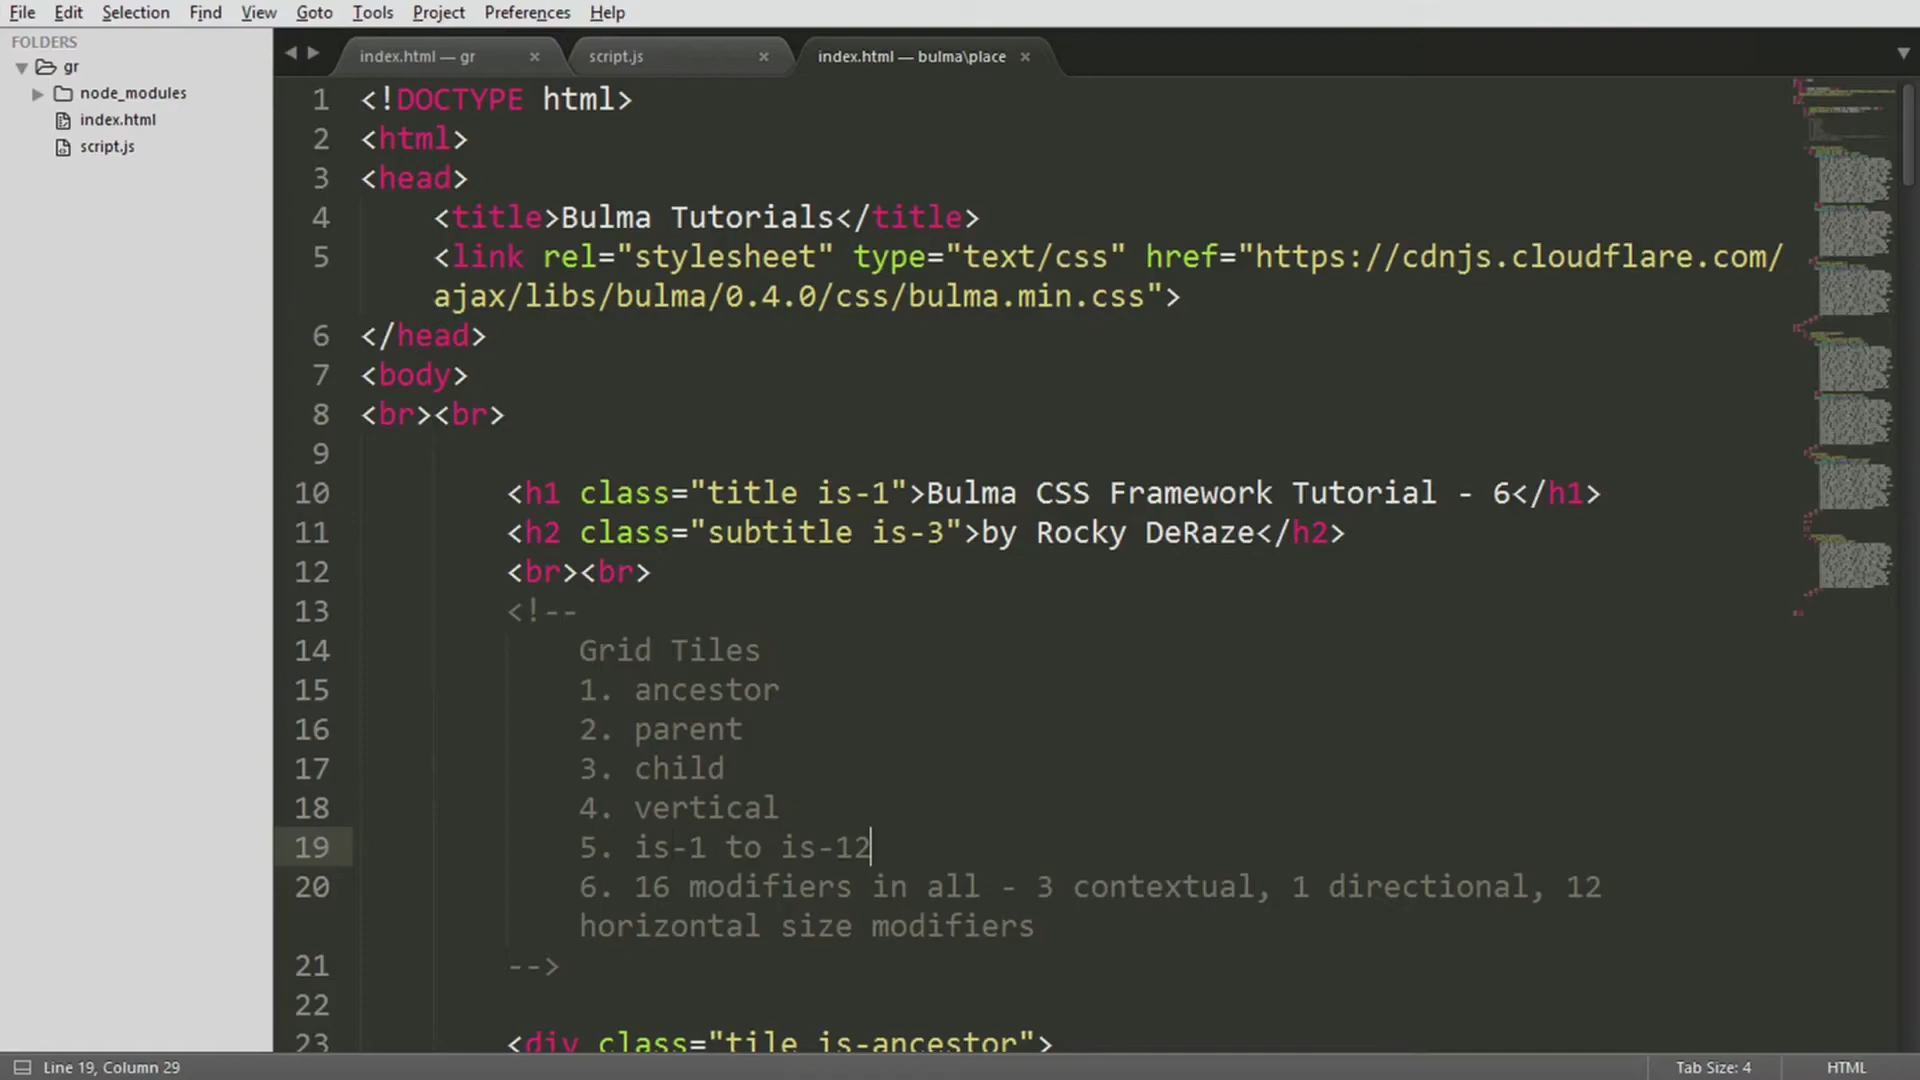 File Edit Selection Find View Goto Tools Project Preferences Help
FOLDERS
gr
node_modules
index.html
script.js
index.html — gr
script.js
index.html — bulma\place
1 <!DOCTYPE html>
2 <html>
3 <head>
4 <title>Bulma Tutorials</title>
5 <link rel="stylesheet" type="text/css" href="https://cdnjs.cloudflare.com/
ajax/libs/bulma/0.4.0/css/bulma.min.css">
6 </head>
7 <body>
8 <br><br>
9
10 <h1 class="title is-1">Bulma CSS Framework Tutorial - 6</h1>
11 <h2 class="subtitle is-3">by Rocky DeRaze</h2>
12 <br><br>
13 <!--
14 Grid Tiles
15 1. ancestor
16 2. parent
17 3. child
18 4. vertical
19 5. is-1 to is-12
20 6. 16 modifiers in all - 3 contextual, 1 directional, 12
horizontal size modifiers
21 -->
22
23 <div class="tile is-ancestor">
Line 19, Column 29
Tab Size: 4
HTML